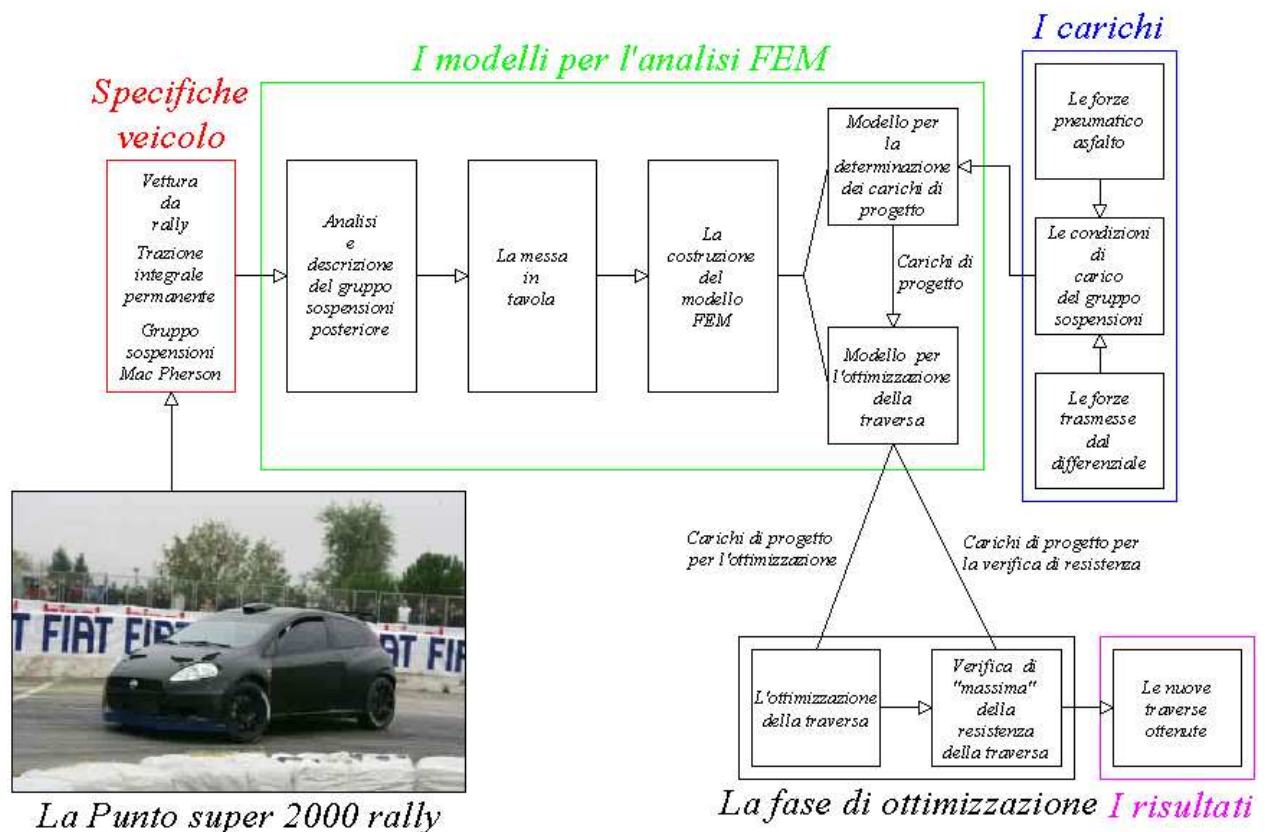 I carichi
I modelli per l'analisi FEM
Specifiche
veicolo
Vettura
da
rally
Trazione
integrale
permanente
Gruppo
sospensioni
Mac Pherson
Analisi
e
descrizione
del gruppo
sospensioni
posteriore
La messa
in
tavola
La
costruzione
del
modello
FEM
Modello per
la
determinazione
dei carichi di
progetto
Carichi di
progetto
Modello per
l'ottimizzazione
della
traversa
Le forze
pneumatico
asfalto
Le condizioni
di
carico
del gruppo
sospensioni
Le forze
trasmesse
dal
differenziale
Carichi di progetto
per l'ottimizzazione
Carichi di progetto per
la verifica di resistenza
L'ottimizzazione
della traversa
Verifica di
"massima"
della
resistenza
della traversa
Le nuove
traverse
ottenute
FIAT FIAT
AT FIF
La Punto super 2000 rally
La fase di ottimizzazione
I risultati